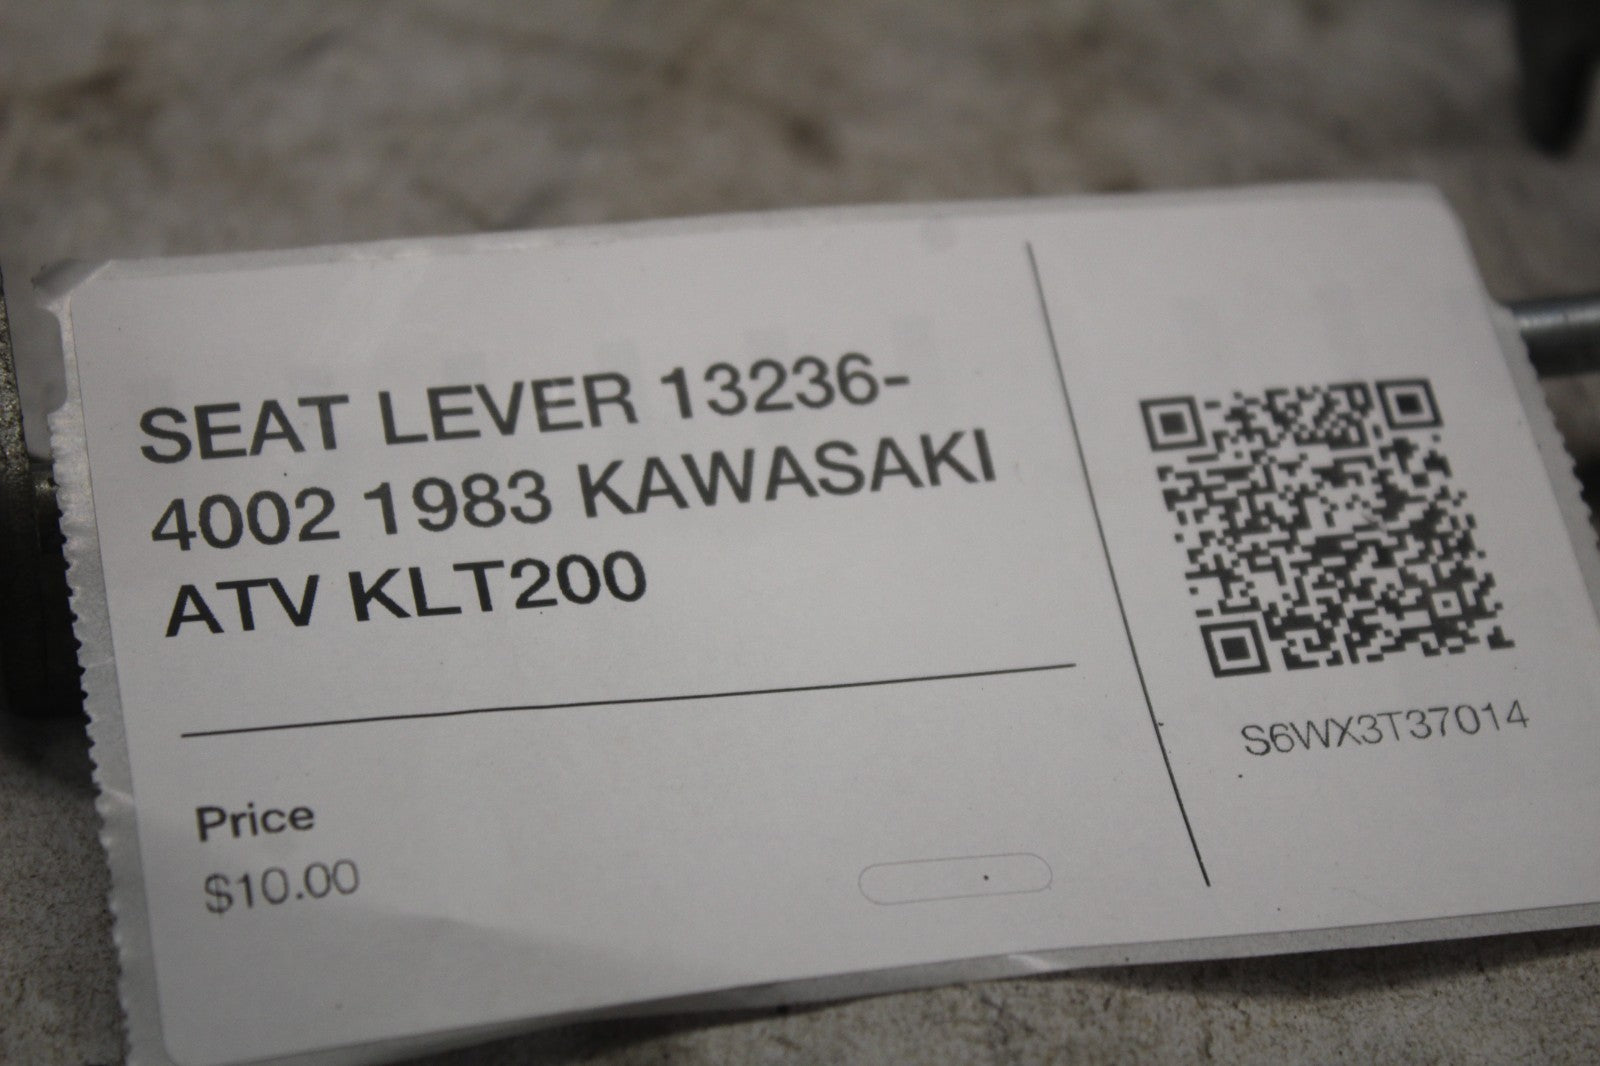 SEAT LEVER 13236-
4002 1983 KAWASAKI
ATV KLT200
Price
$10.00
S6WX3T37014